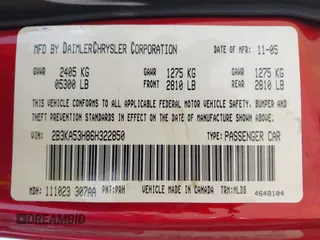 MFD BY DAIMLERCHRYSLER CORPORATION DATE OF MFR 11-05
GVWR 2405 KG GAWR 1275 KG GAWR 1275 KG
05300 LB FRONT 2810 LB REAR 2810 LB
THIS VEHICLE CONFORMS TO ALL APPLICABLE FEDERAL MOTOR VEHICLE SAFETY, BUMPER AND
THEFT PREVENTION STANDARDS IN EFFECT ON THE DATE OF MANUFACTURE SHOWN ABOVE.
VIN: 2B3KA53H86H322850 TYPE: PASSENGER CAR
MDH: 111023 307AA PNT: PRH VEHICLE MADE IN CANADA TRM: MLDB
4648104
DREAMBID